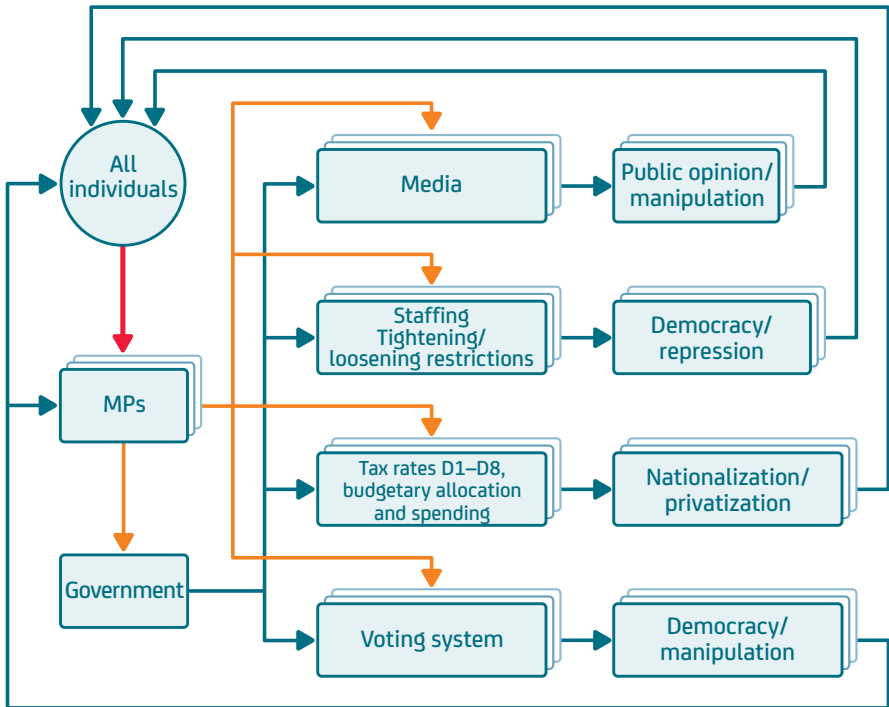 All
individuals
Media
Public opinion/
manipulation
Staffing
Tightening/
loosening restrictions
Democracy/
repression
MPs
Tax rates D1–D8,
budgetary allocation
and spending
Nationalization/
privatization
Government
Voting system
Democracy/
manipulation